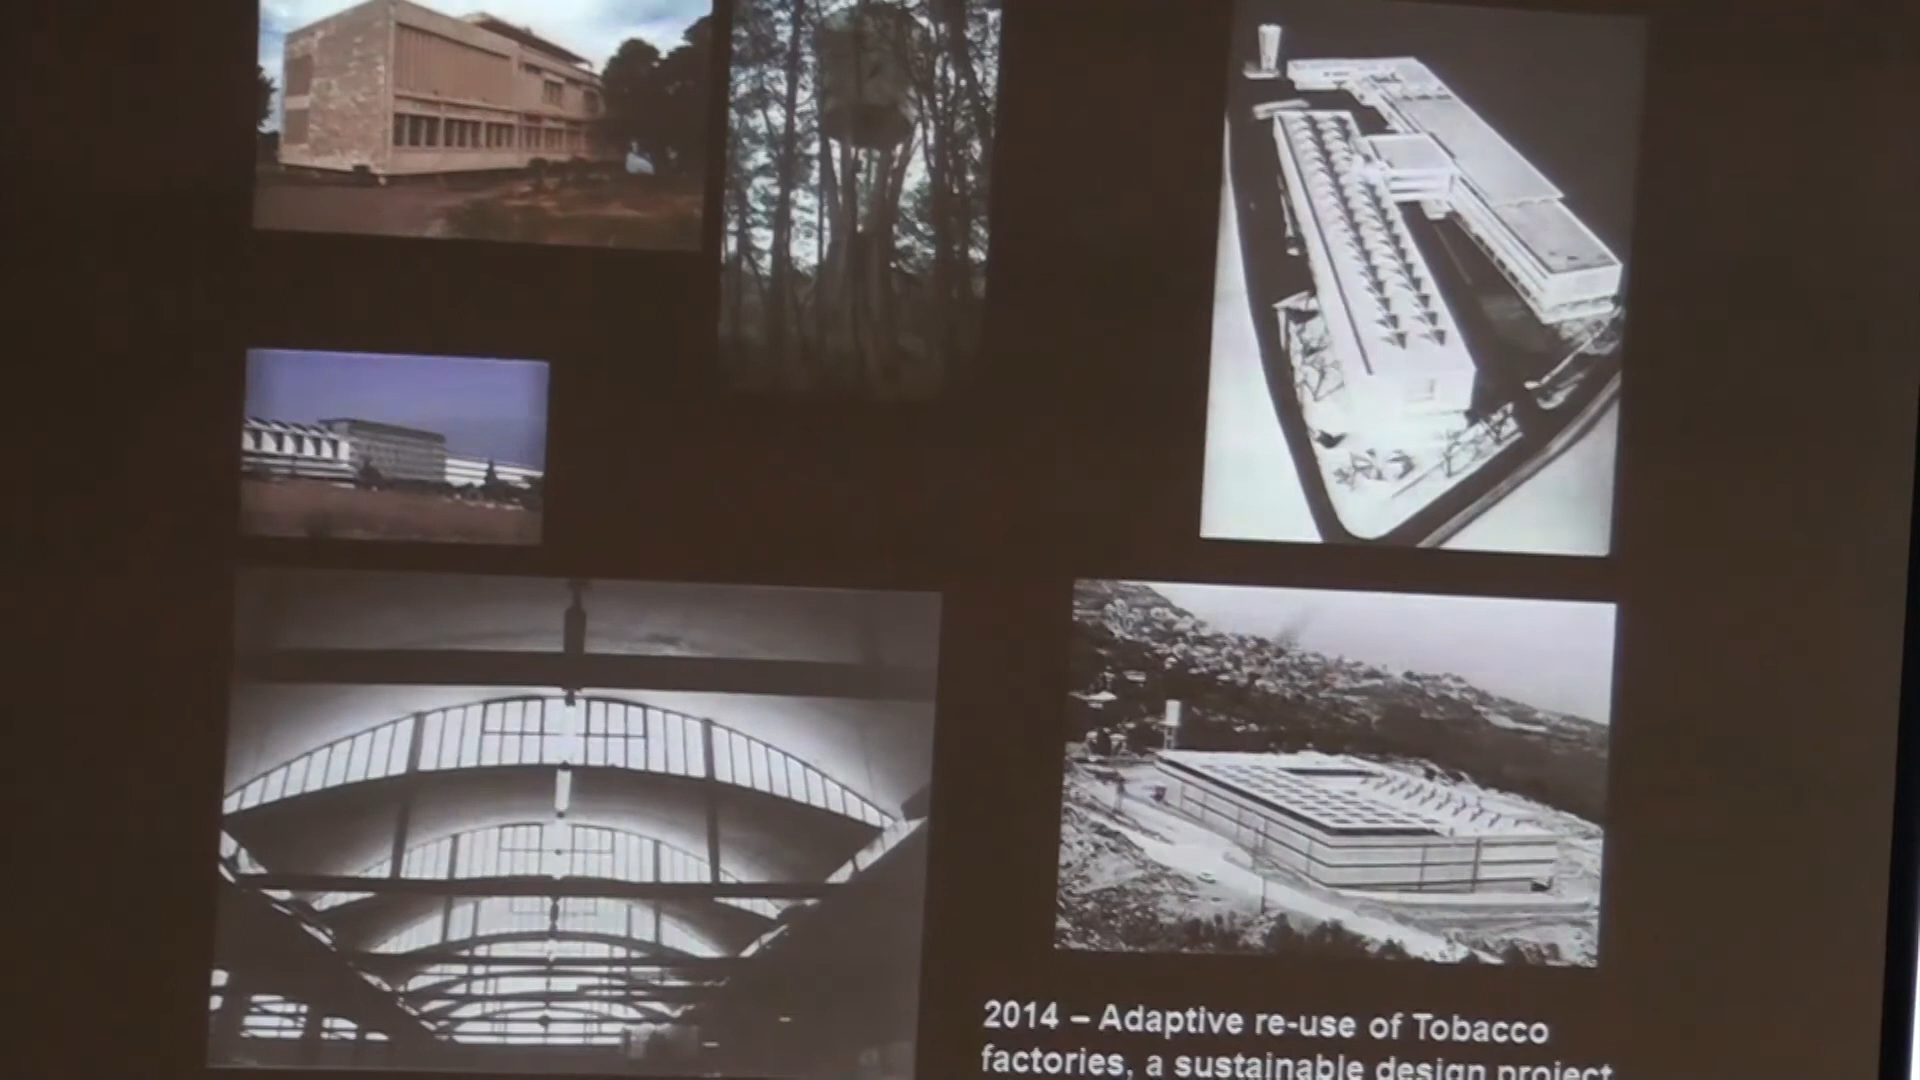 2014 – Adaptive re-use of Tobacco
factories, a sustainable design project